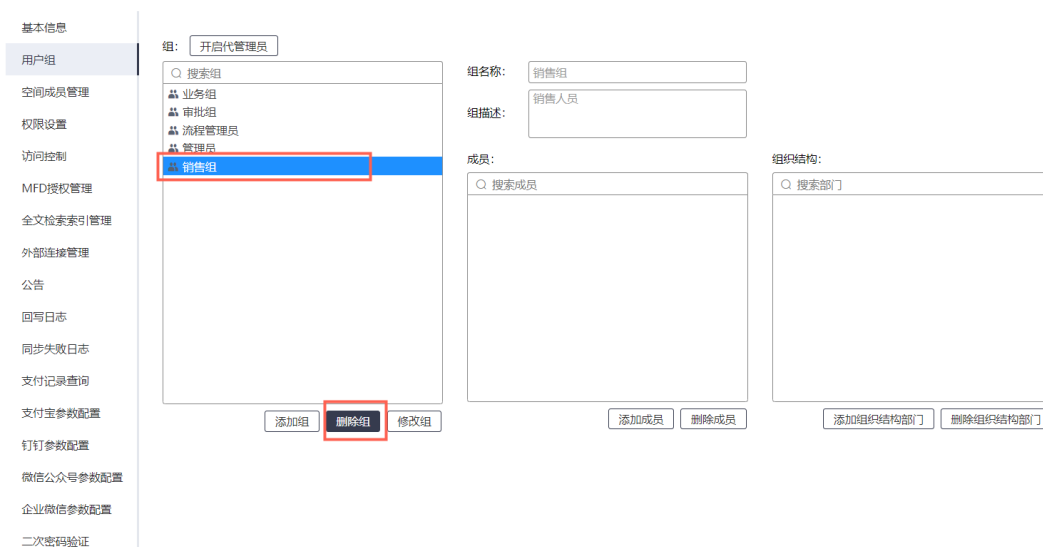 基本信息
用户组
空间成员管理
权限设置
访问控制
MFD授权管理
全文检索索引管理
外部连接管理
公告
回写日志
同步失败日志
支付记录查询
支付宝参数配置
钉钉参数配置
微信公众号参数配置
企业微信参数配置
二次密码验证
组： 开启代管理员
搜索组
业务组
审批组
流程管理员
管理员
销售组
添加组 删除组 修改组
组名称： 销售组
组描述： 销售人员
成员：
搜索成员
添加成员 删除成员
组织结构：
搜索部门
添加组织结构部门 删除组织结构部门